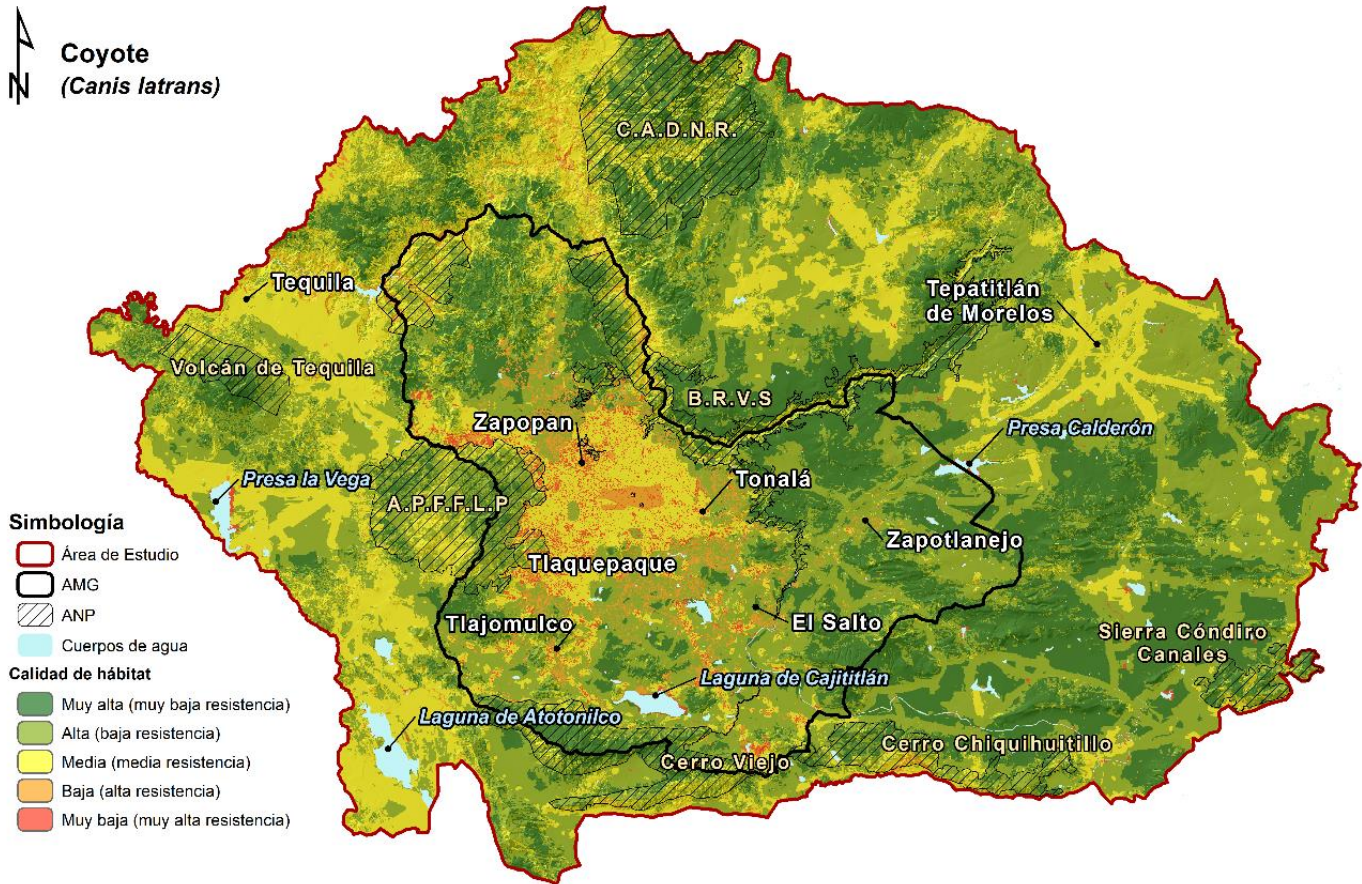 N
Coyote
(Canis latrans)
C.A.D.N.R.
Tequila
Tepatitlán
de Morelos
Volcán de Tequila
B.R.V.S
Zapopan
Presa Calderón
Presa la Vega
Tonalá
A.P.F.F.L.P
Zapotlanejo
Tlaquepaque
Tlajomulco
El Salto
Sierra Cóndiro
Canales
Laguna de Cajititlán
Laguna de Atotonilco
Cerro Viejo
Cerro Chiquihuitillo
Simbología
Área de Estudio
AMG
ANP
Cuerpos de agua
Calidad de hábitat
Muy alta (muy baja resistencia)
Alta (baja resistencia)
Media (media resistencia)
Baja (alta resistencia)
Muy baja (muy alta resistencia)